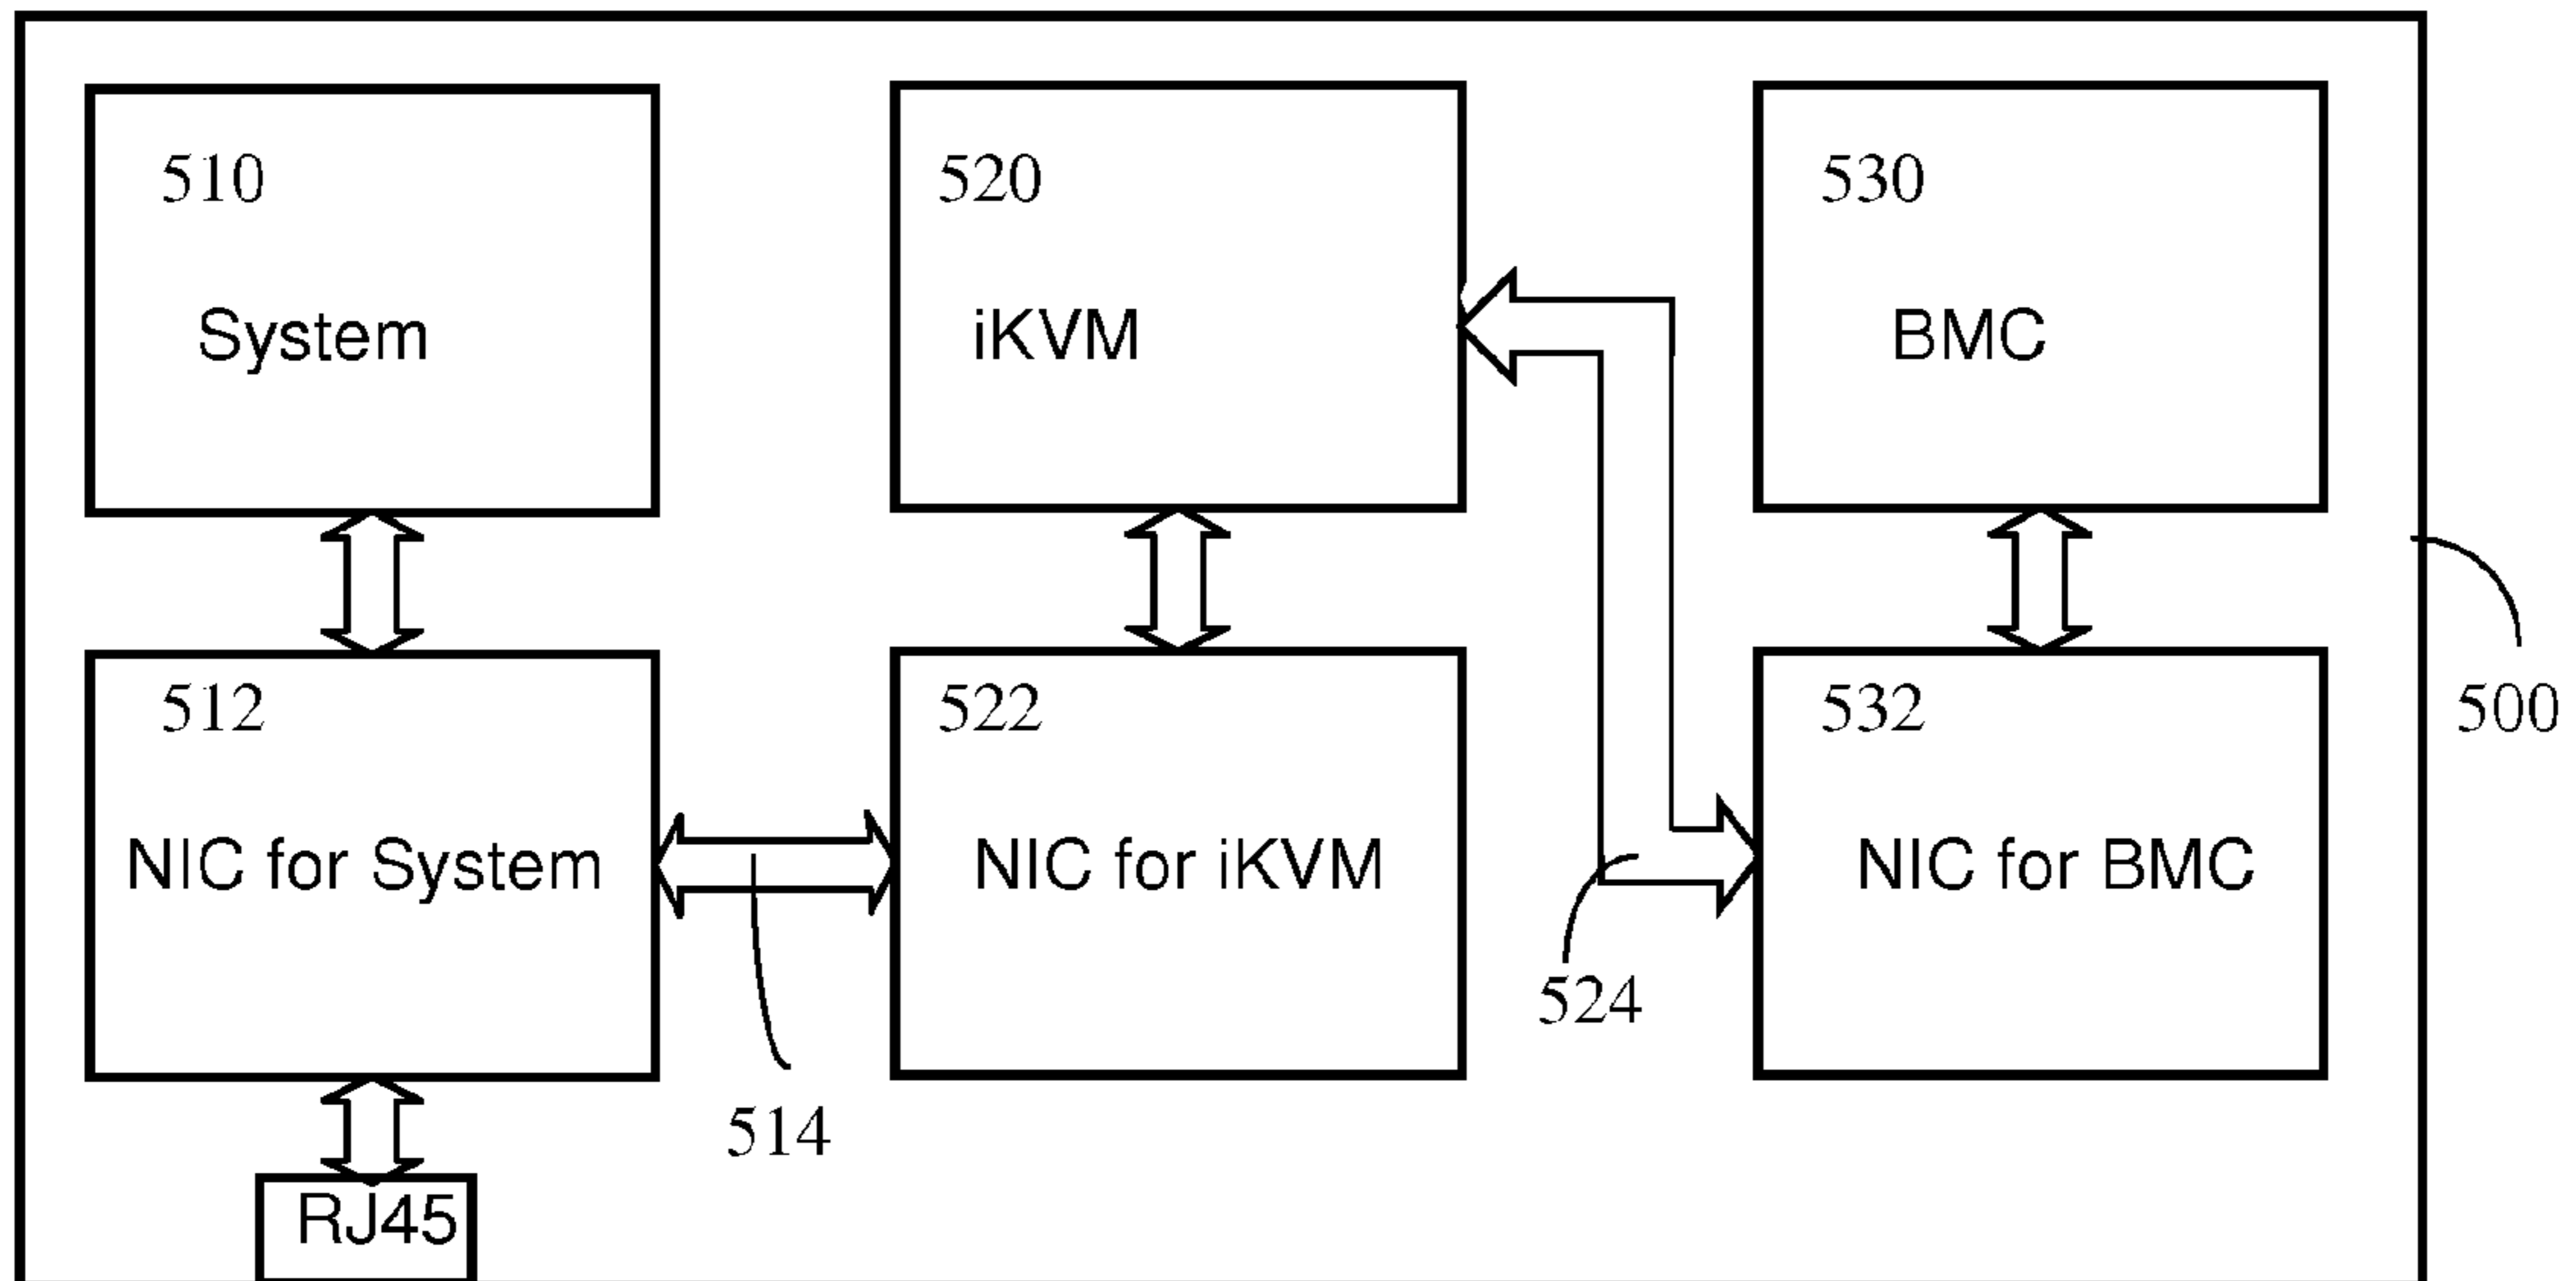 510
System
520
iKVM
530
BMC
512
NIC for System
522
NIC for iKVM
532
NIC for BMC
500
524
514
RJ45